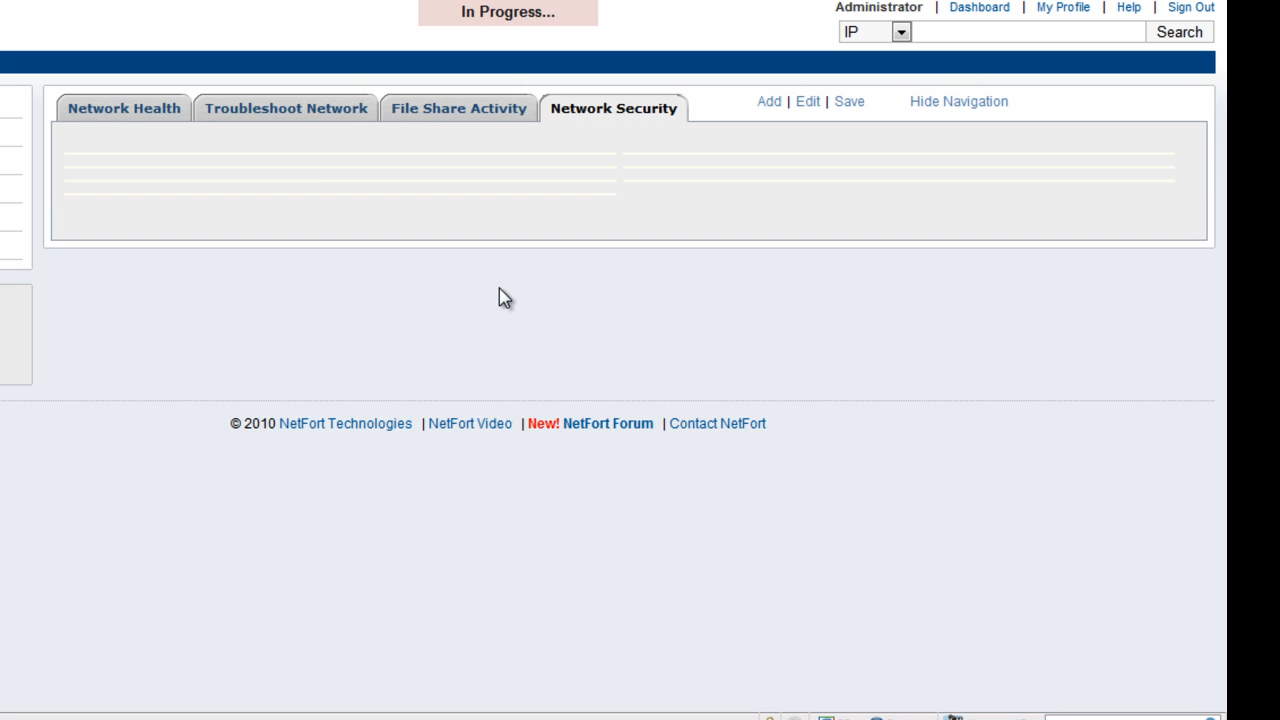 In Progress...
Administrator | Dashboard | My Profile | Help | Sign Out
IP Search
Network Health Troubleshoot Network File Share Activity Network Security Add | Edit | Save Hide Navigation
© 2010 NetFort Technologies | NetFort Video | New! NetFort Forum | Contact NetFort